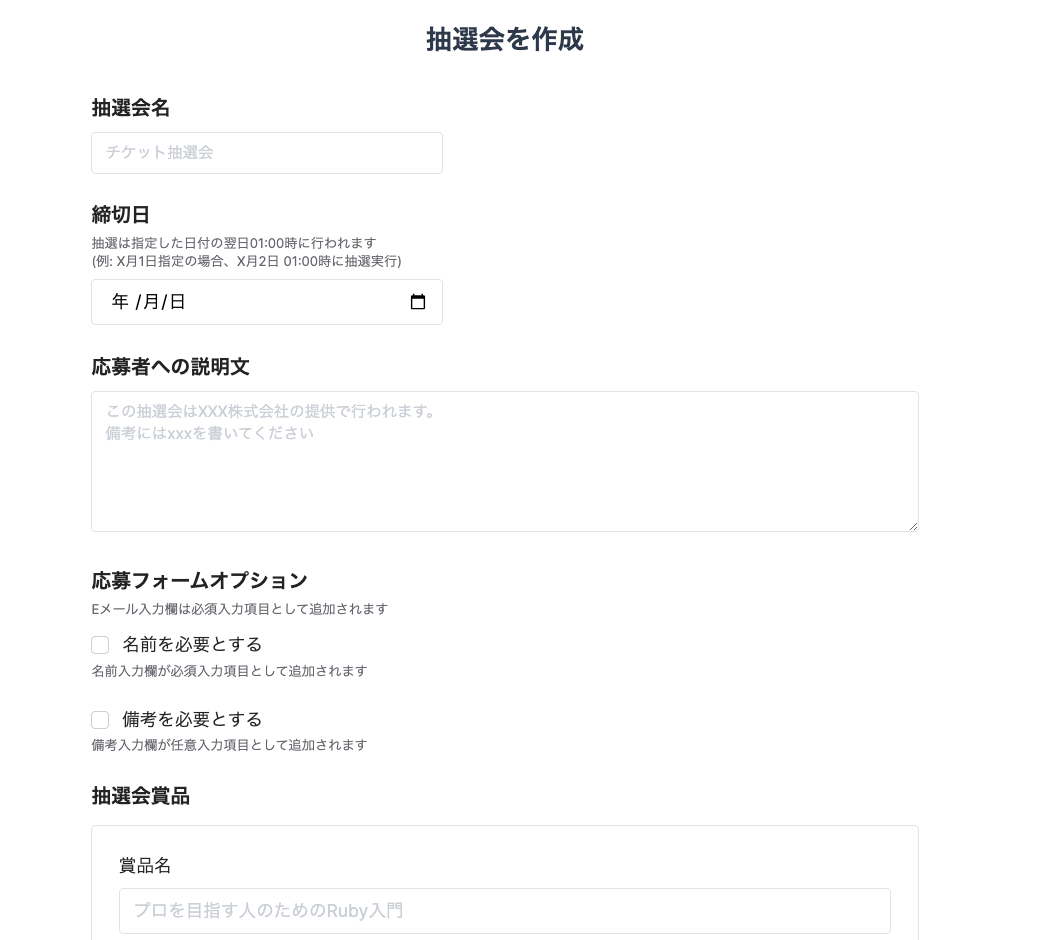 抽選会を作成
抽選会名
チケット抽選会
締切日
抽選は指定した日付の翌日01:00時に行われます
(例: X月1日指定の場合、X月2日 01:00時に抽選実行)
年 /月/日
応募者への説明文
この抽選会はXXX株式会社の提供で行われます。
備考にはxxxを書いてください
応募フォームオプション
Eメール入力欄は必須入力項目として追加されます
名前を必要とする
名前入力欄が必須入力項目として追加されます
備考を必要とする
備考入力欄が任意入力項目として追加されます
抽選会賞品
賞品名
プロを目指す人のためのRuby入門